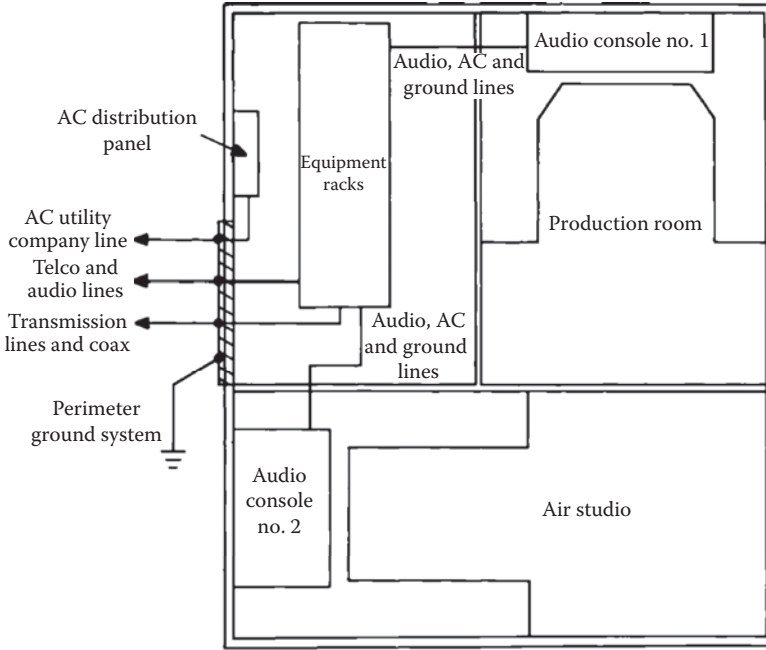 Audio console no. 1
Audio, AC and
ground lines
AC distribution
panel
Equipment
racks
AC utility
company line
Production room
Telco and
audio lines
Transmission
lines and coax
Audio, AC
and ground
lines
Perimeter
ground system
Audio
console
no. 2
Air studio